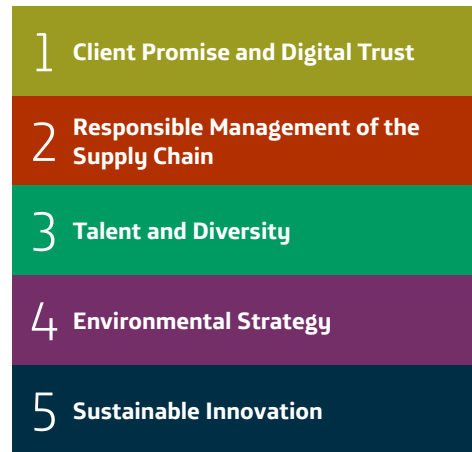 1 Client Promise and Digital Trust
2 Responsible Management of the
Supply Chain
3 Talent and Diversity
4 Environmental Strategy
5 Sustainable Innovation